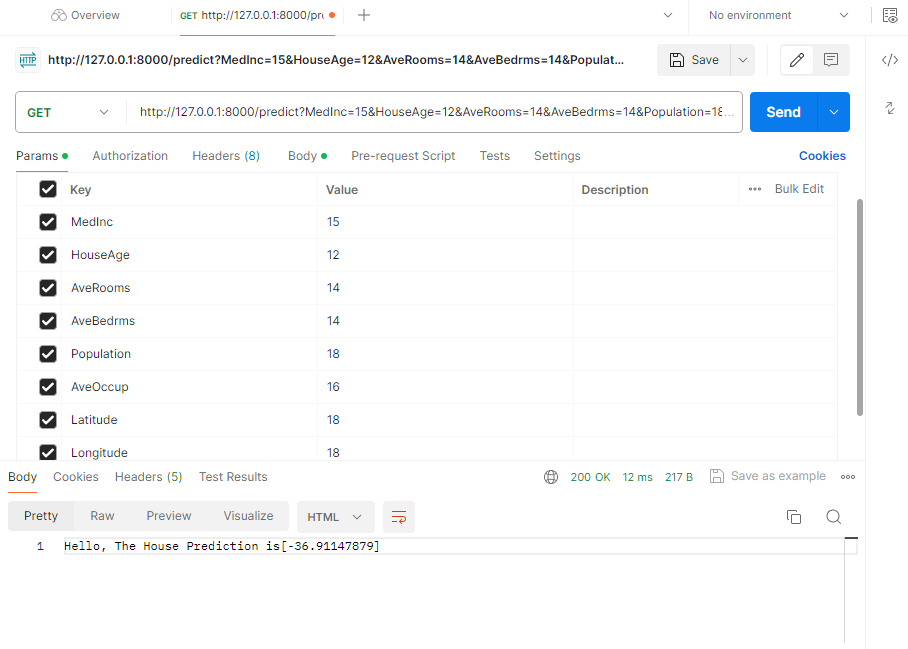 Overview
GET http://127.0.0.1:8000/pre
No environment
HTTP http://127.0.0.1:8000/predict?MedInc=15&HouseAge=12&AveRooms=14&AveBedrms=14&Populat...
Save
GET http://127.0.0.1:8000/predict?MedInc=15&HouseAge=12&AveRooms=14&AveBedrms=14&Population=18...
Send
Params Authorization Headers (8) Body Pre-request Script Tests Settings Cookies
Key Value Description Bulk Edit
MedInc 15
HouseAge 12
AveRooms 14
AveBedrms 14
Population 18
AveOccup 16
Latitude 18
Longitude 18
Body Cookies Headers (5) Test Results 200 OK 12 ms 217 B Save as example
Pretty Raw Preview Visualize HTML
1 Hello, The House Prediction is[-36.91147879]